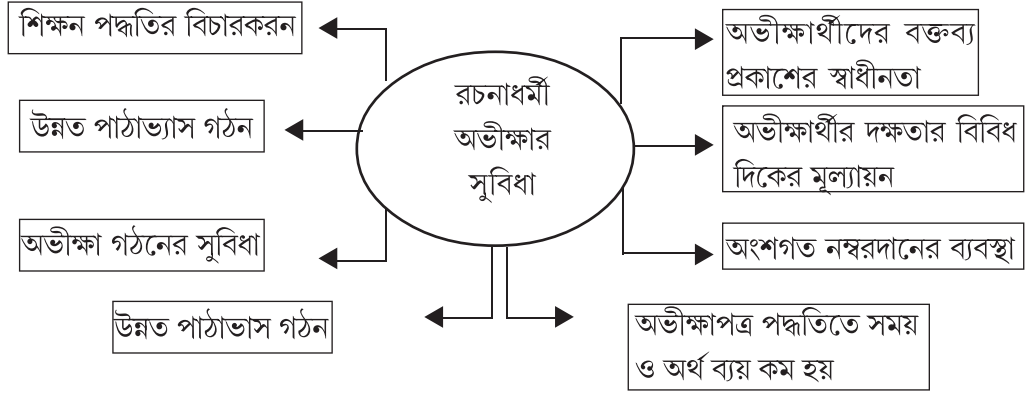 শিক্ষন পদ্ধতির বিচারকরন
উন্নত পাঠাভ্যাস গঠন
অভীক্ষা গঠনের সুবিধা
উন্নত পাঠাভাস গঠন
রচনাধর্মী
অভীক্ষার
সুবিধা
অভীক্ষার্থীদের বক্তব্য
প্রকাশের স্বাধীনতা
অভীক্ষার্থীর দক্ষতার বিবিধ
দিকের মূল্যায়ন
অংশগত নম্বরদানের ব্যবস্থা
অভীক্ষাপত্র পদ্ধতিতে সময়
ও অর্থ ব্যয় কম হয়